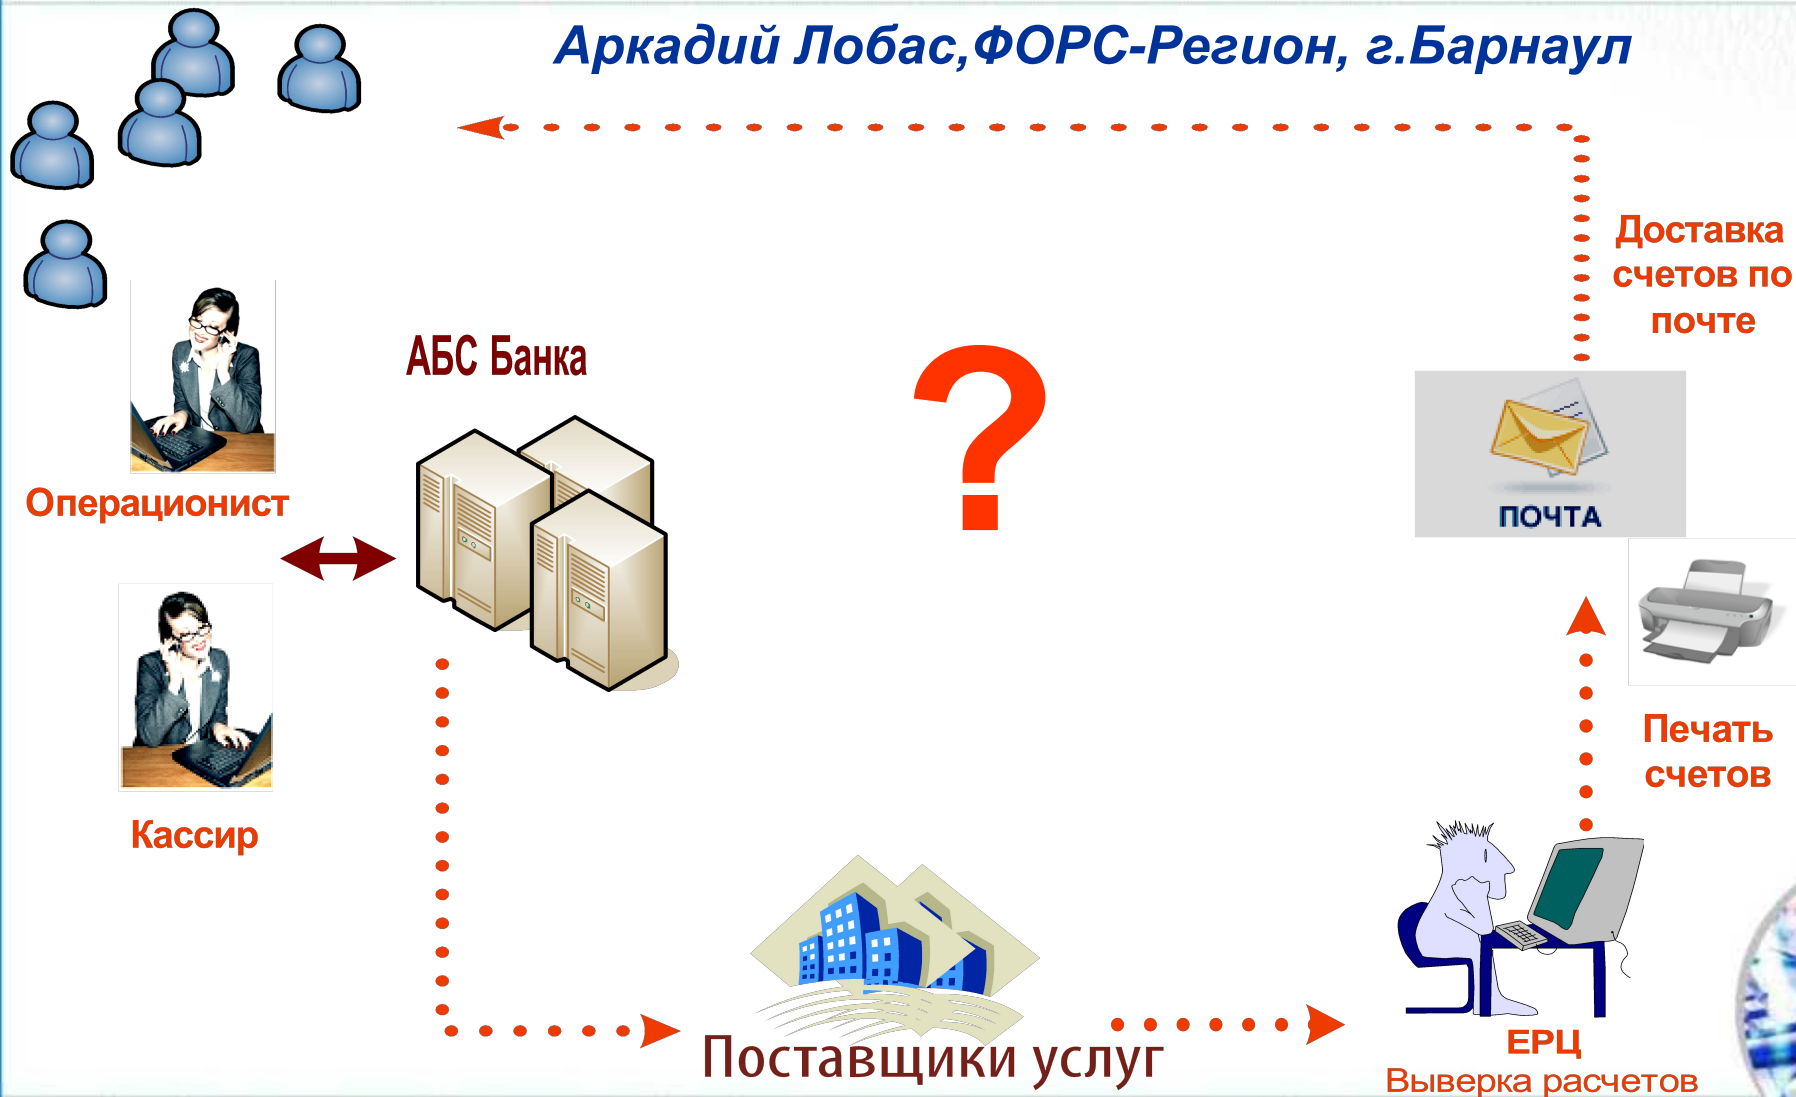 Аркадий Лобас,ФОРС-Регион, г.Барнаул
Доставка
счетов по
почте
АБС Банка
?
ПОЧТА
Операционист
Печать
счетов
Кассир
Поставщики услуг
ЕРЦ
Выверка расчетов